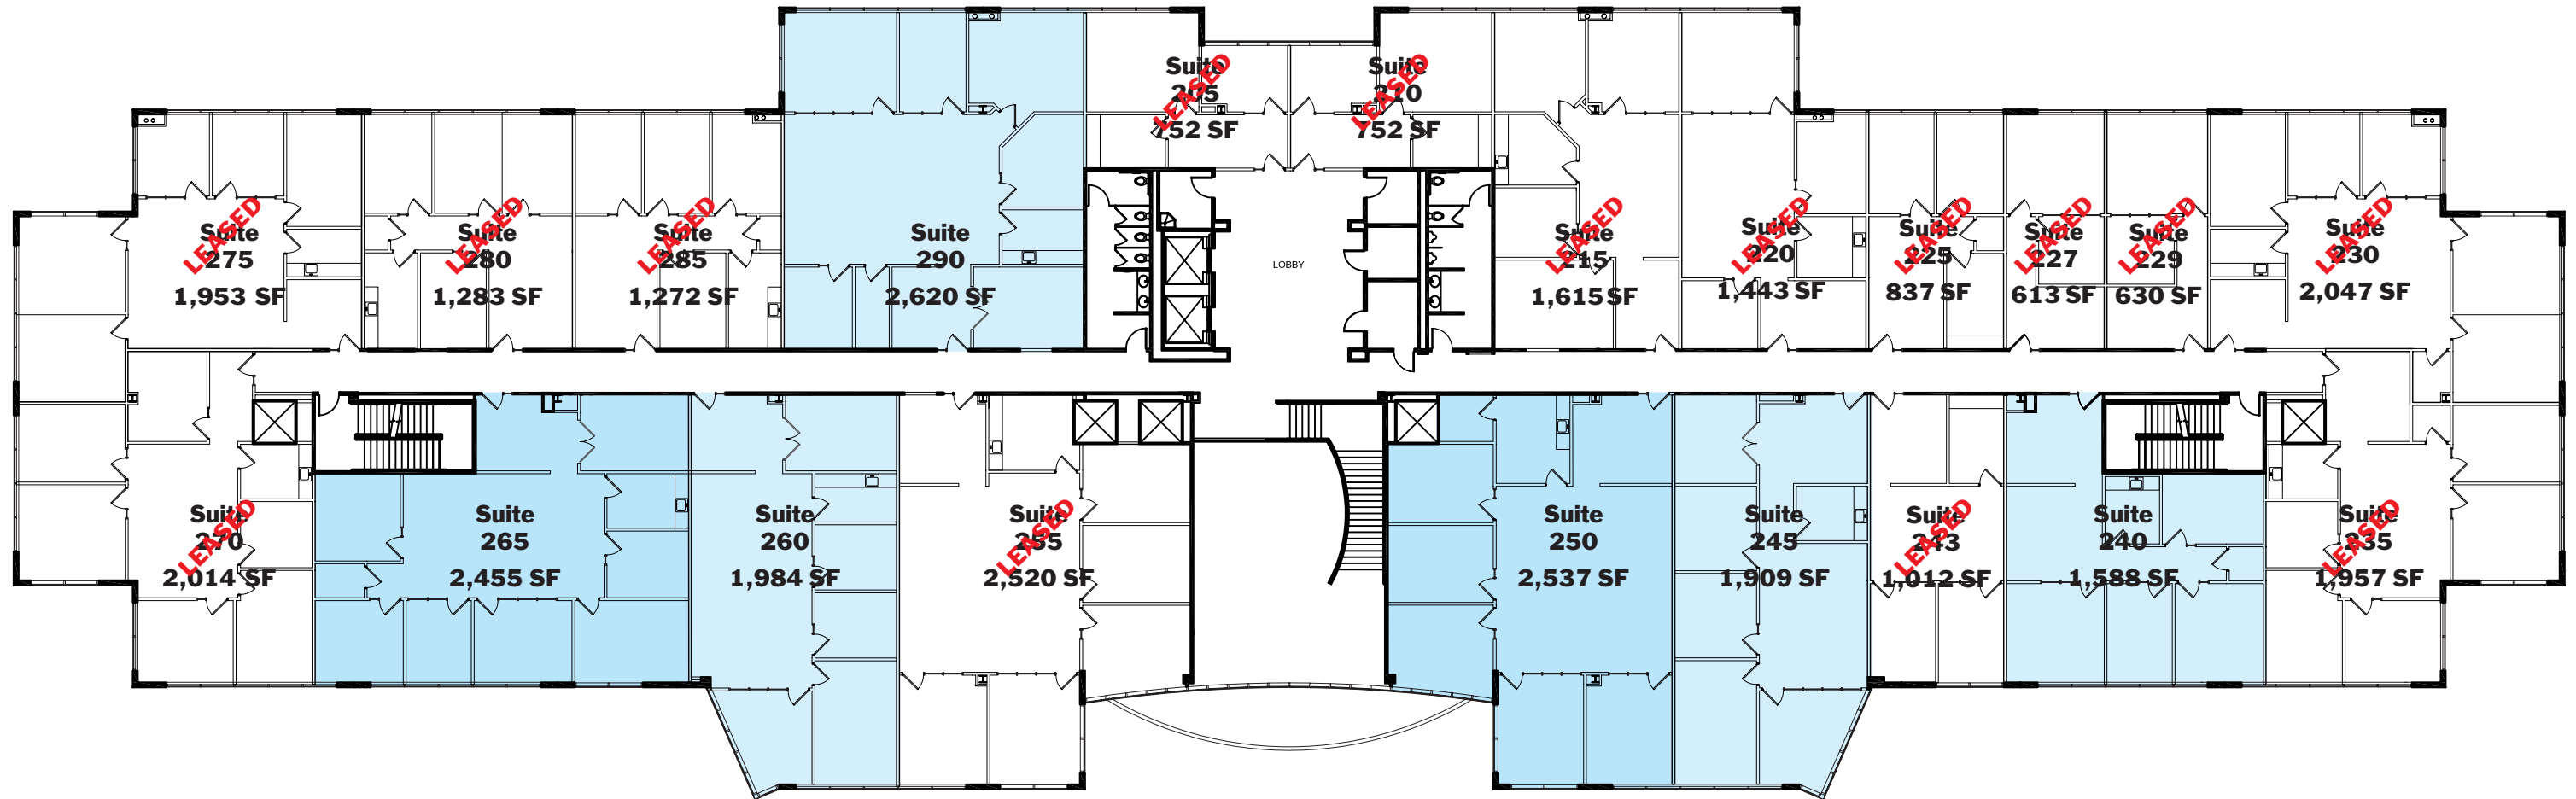 Suite
205
752 SF
LEASED
Suite
210
752 SF
LEASED
Suite
275
1,953 SF
LEASED
Suite
280
1,283 SF
LEASED
Suite
285
1,272 SF
LEASED
Suite
290
2,620 SF
LOBBY
Suite
215
1,615 SF
LEASED
Suite
220
1,443 SF
LEASED
Suite
225
837 SF
LEASED
Suite
227
613 SF
LEASED
Suite
229
630 SF
LEASED
Suite
230
2,047 SF
LEASED
Suite
270
2,014 SF
LEASED
Suite
265
2,455 SF
Suite
260
1,984 SF
Suite
255
2,520 SF
LEASED
Suite
250
2,537 SF
Suite
245
1,909 SF
Suite
243
1,012 SF
LEASED
Suite
240
1,588 SF
Suite
235
1,957 SF
LEASED